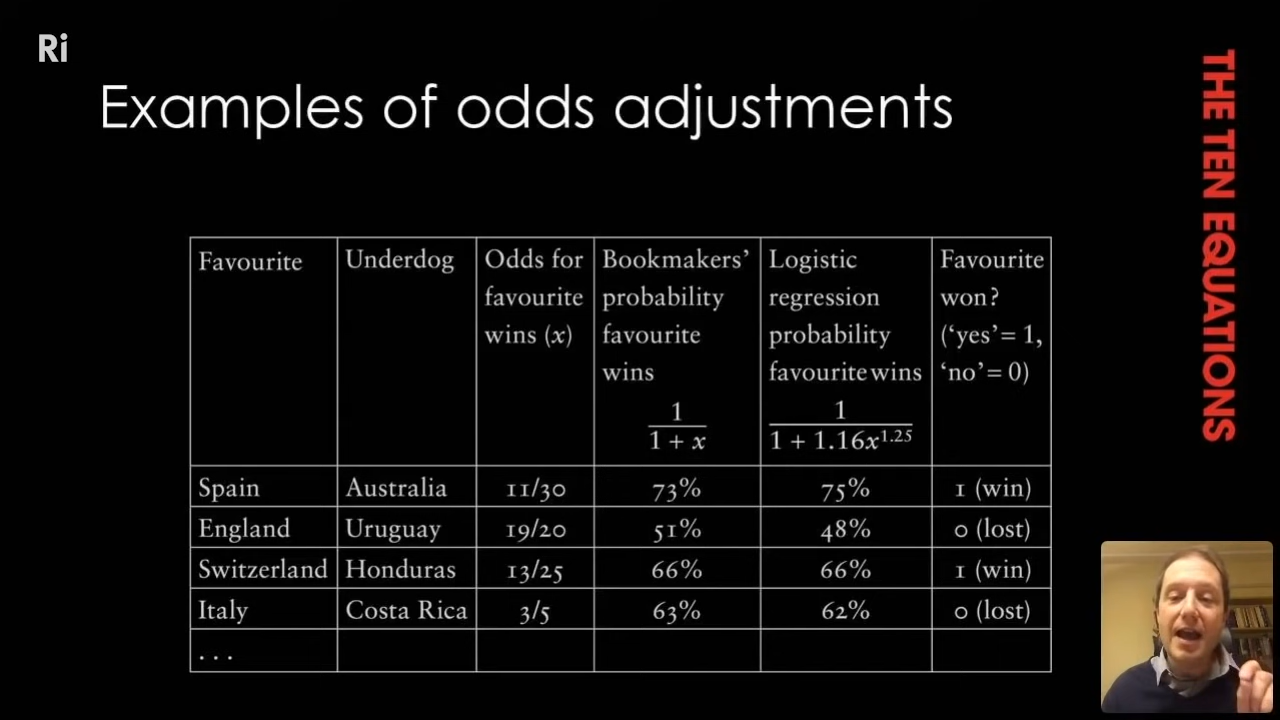 Ri
Examples of odds adjustments
THE TEN EQUATIONS
Favourite
Underdog
Odds for
favourite
wins (x)
Bookmakers’
probability
favourite
wins
1
1 + x
Logistic
regression
probability
favourite wins
1
1 + 1.16x^1.25
Favourite
won?
(‘yes’= 1,
‘no’= 0)
Spain Australia 11/30 73% 75% 1 (win)
England Uruguay 19/20 51% 48% 0 (lost)
Switzerland Honduras 13/25 66% 66% 1 (win)
Italy Costa Rica 3/5 63% 62% 0 (lost)
. . .